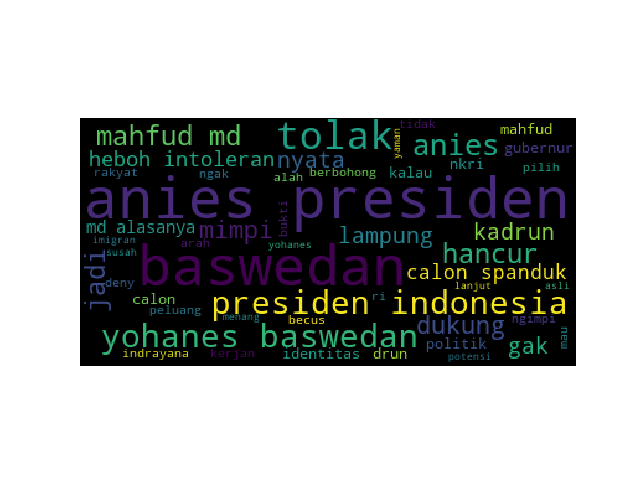 tidak
mahfud md
tolak
mahfud
yaman
anies
gubernur
heboh intoleran
nyata
nkri
pilih
rakyat
ngak
alah
berbohong
kalau
anies presiden
md alasanya
mimpi
bukti
lampung
kadrun
imigran
arah
yohanes
susah
baswedan
hancur
jadi
deny
calon spanduk
lanjut
asli
calon
presiden indonesia
ri
peluang
menang
becus
dukung
ngimpi
yohanes baswedan
mau
gak
politik
indrayana
kerjan
identitas
drun
potensi